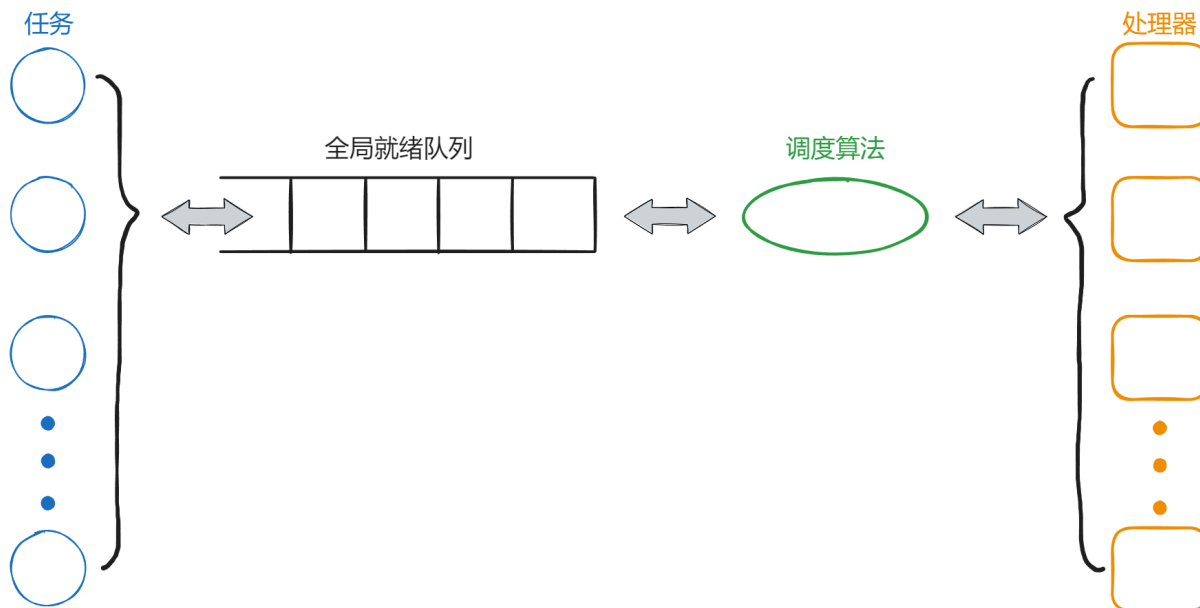 任务
处理器
全局就绪队列
调度算法